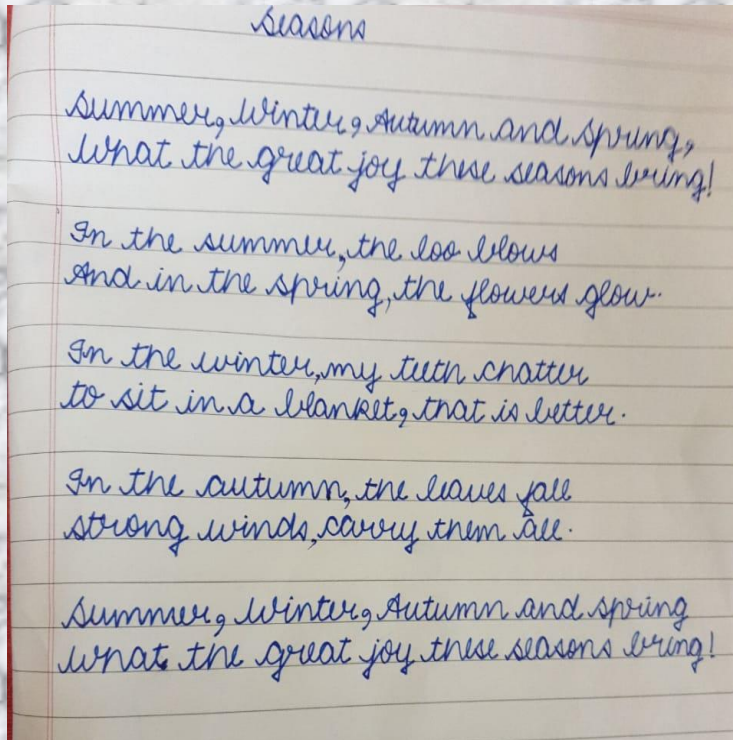 Seasons
Summer, Winter, Autumn and spring,
What the great joy these seasons bring!
In the summer, the loo blows
And in the spring, the flowers glow.
In the winter, my teeth chatter
to sit in a blanket, that is better.
In the autumn, the leaves fall
strong winds, carry them all.
Summer, Winter, Autumn and spring
What the great joy these seasons bring!